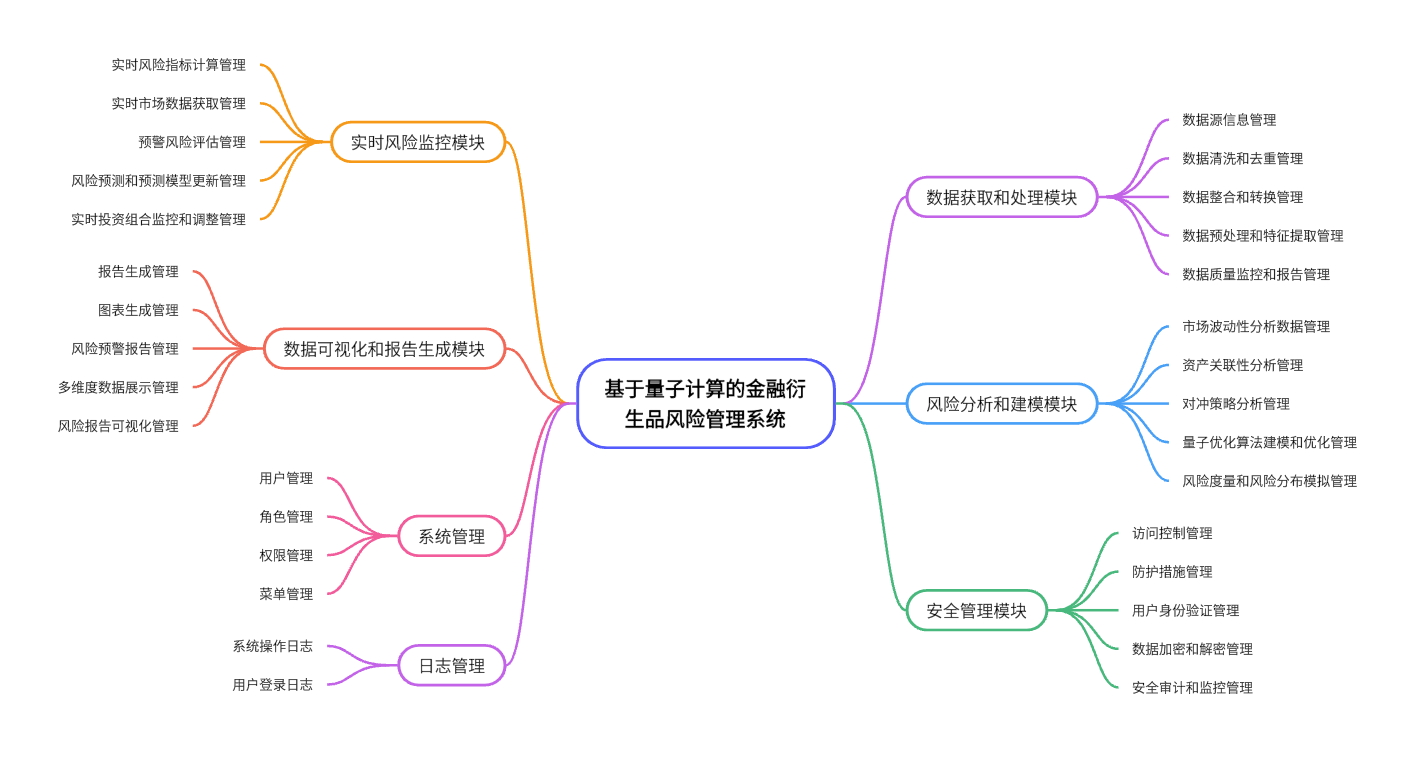 基于量子计算的金融衍
生品风险管理系统
数据获取和处理模块
数据源信息管理
数据清洗和去重管理
数据整合和转换管理
数据预处理和特征提取管理
数据质量监控和报告管理
风险分析和建模模块
市场波动性分析数据管理
资产关联性分析管理
对冲策略分析管理
量子优化算法建模和优化管理
风险度量和风险分布模拟管理
安全管理模块
访问控制管理
防护措施管理
用户身份验证管理
数据加密和解密管理
安全审计和监控管理
实时风险监控模块
实时风险指标计算管理
实时市场数据获取管理
预警风险评估管理
风险预测和预测模型更新管理
实时投资组合监控和调整管理
数据可视化和报告生成模块
报告生成管理
图表生成管理
风险预警报告管理
多维度数据展示管理
风险报告可视化管理
系统管理
用户管理
角色管理
权限管理
菜单管理
日志管理
系统操作日志
用户登录日志